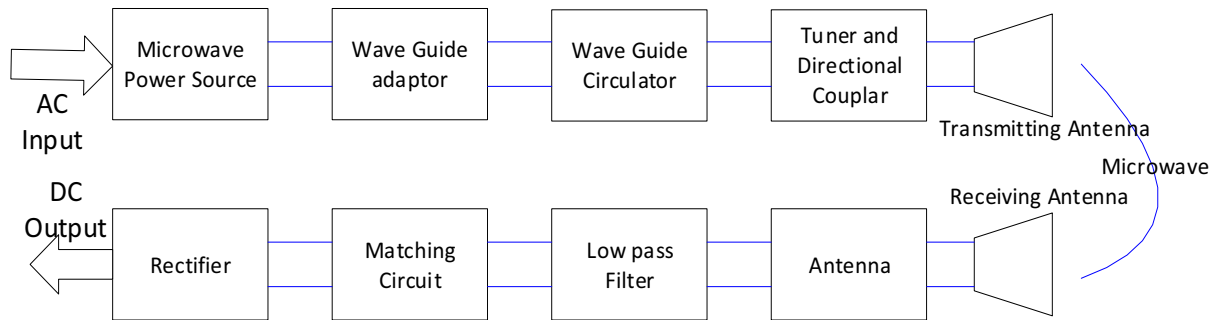 Microwave
Power Source
Wave Guide
adaptor
Wave Guide
Circulator
Tuner and
Directional
Couplar
AC
Input
Transmitting Antenna
Microwave
DC
Output
Receiving Antenna
Rectifier
Matching
Circuit
Low pass
Filter
Antenna